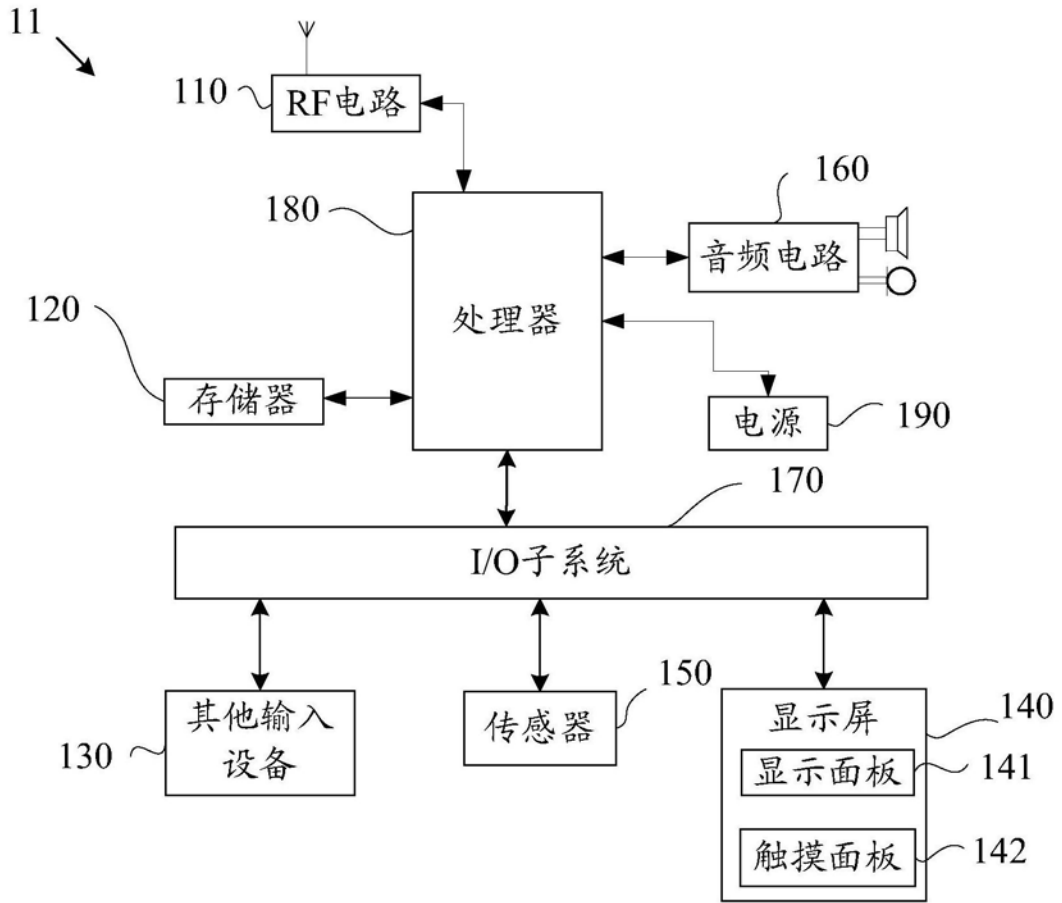 11
110
RF电路
180
160
音频电路
处理器
120
存储器
电源
190
170
I/O子系统
其他输入
设备
130
传感器
150
显示屏
140
显示面板
141
触摸面板
142